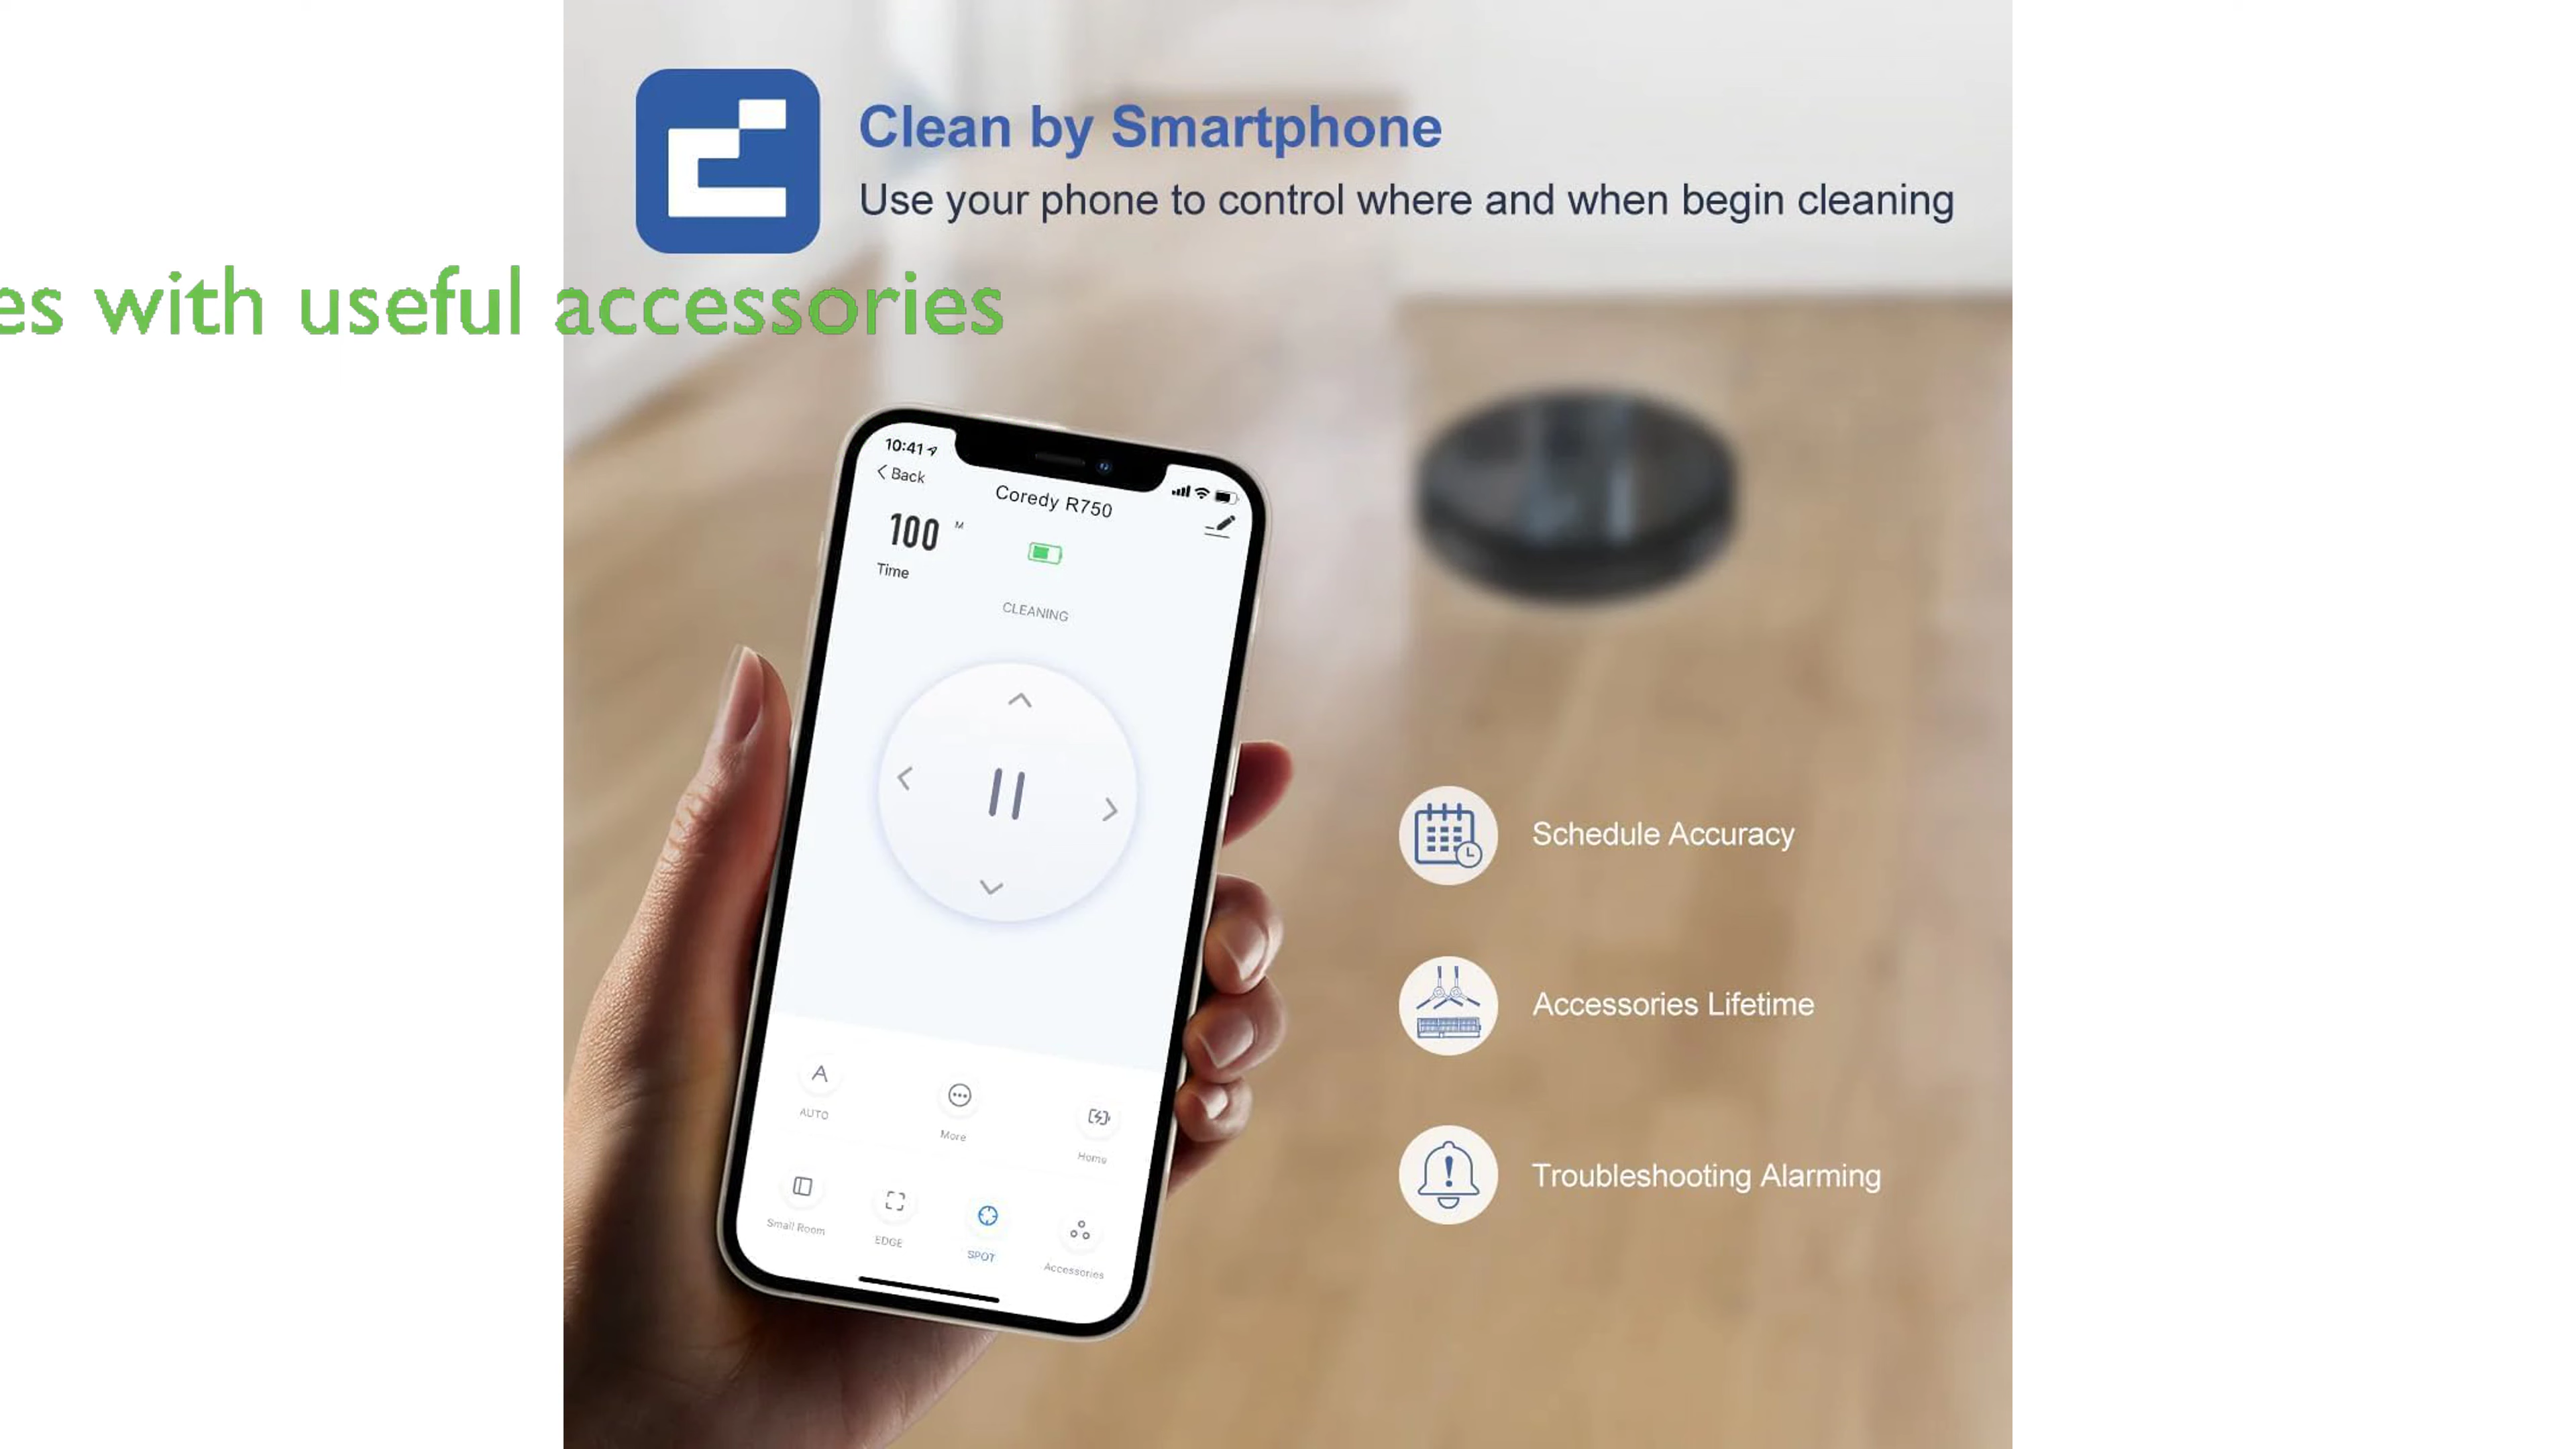 Clean by Smartphone
Use your phone to control where and when begin cleaning
es with useful accessories
10:41
Back
Coredy R750
100 M
Time
CLEANING
AUTO
More
Home
Small Room
EDGE
SPOT
Accessories
Schedule Accuracy
Accessories Lifetime
Troubleshooting Alarming